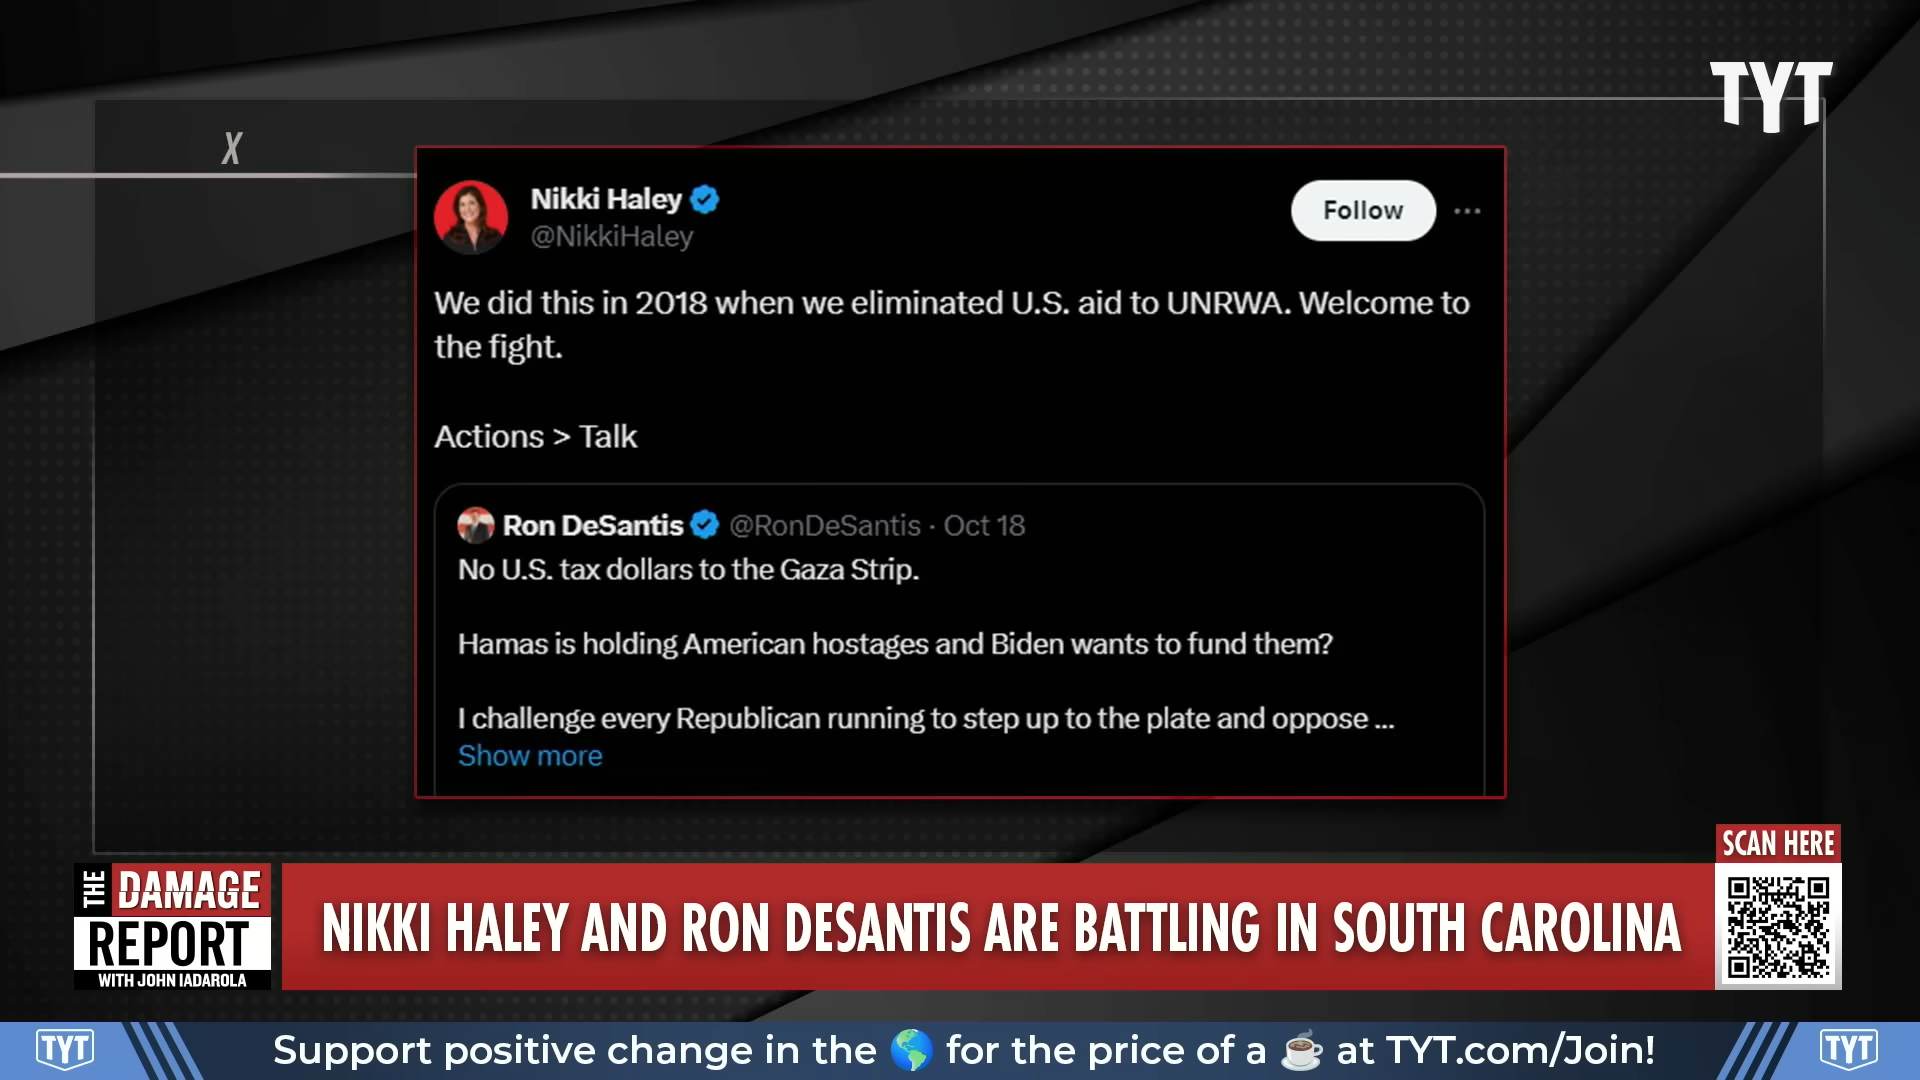 TYT
X
Nikki Haley
@NikkiHaley
Follow
We did this in 2018 when we eliminated U.S. aid to UNRWA. Welcome to
the fight.
Actions > Talk
Ron DeSantis @RonDeSantis · Oct 18
No U.S. tax dollars to the Gaza Strip.
Hamas is holding American hostages and Biden wants to fund them?
I challenge every Republican running to step up to the plate and oppose ...
Show more
SCAN HERE
THE DAMAGE
REPORT
WITH JOHN IADAROLA
NIKKI HALEY AND RON DESANTIS ARE BATTLING IN SOUTH CAROLINA
TYT
Support positive change in the 🌎 for the price of a ☕ at TYT.com/Join!
TYT